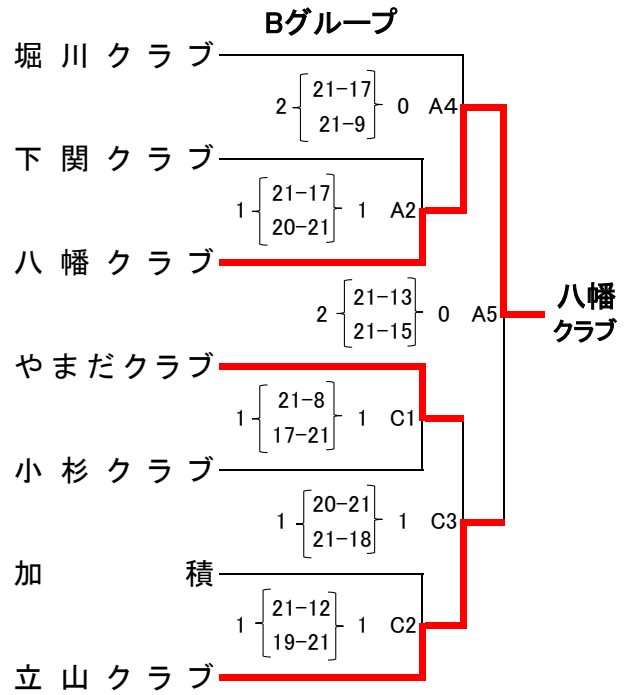 Bグループ
堀川クラブ
21-17
2 0 A4
21-9
下関クラブ
21-17
1 1 A2
20-21
八幡クラブ
21-13
2 0 A5
21-15
八幡
クラブ
やまだクラブ
21-8
1 1 C1
17-21
小杉クラブ
20-21
1 1 C3
21-18
加積
21-12
1 1 C2
19-21
立山クラブ